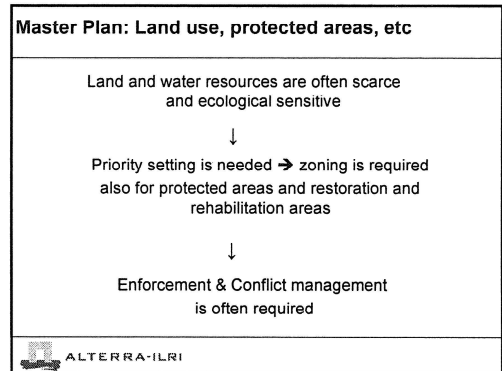 Master Plan: Land use, protected areas, etc
Land and water resources are often scarce
and ecological sensitive
↓
Priority setting is needed ➔ zoning is required
also for protected areas and restoration and
rehabilitation areas
↓
Enforcement & Conflict management
is often required
ALTERRA-ILRI